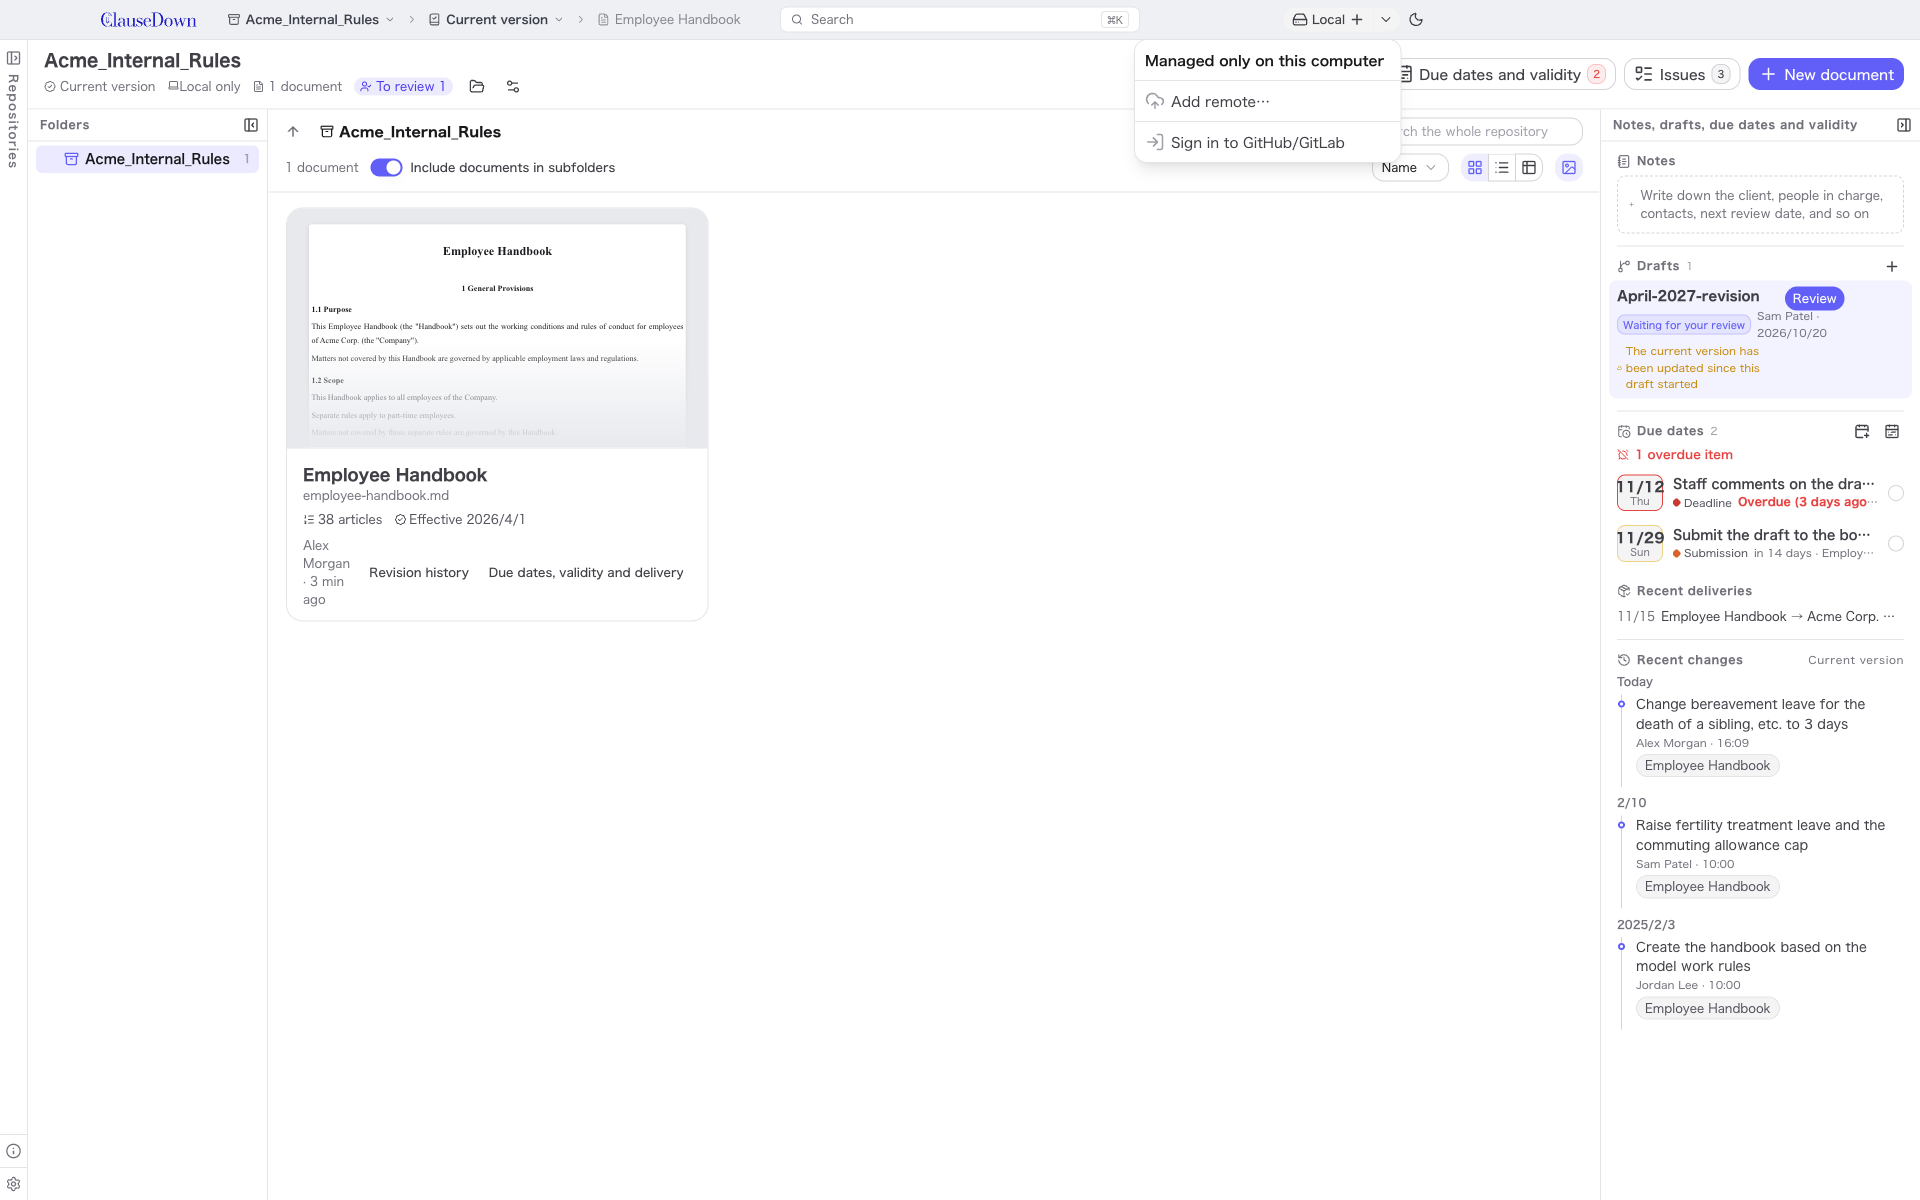 ClauseDown
Acme_Internal_Rules
Current version
Employee Handbook
Search
⌘K
Local
Acme_Internal_Rules
Current version
Local only
1 document
To review 1
Managed only on this computer
Add remote…
Sign in to GitHub/GitLab
Due dates and validity 2
Issues 3
New document
Repositories
Folders
Acme_Internal_Rules 1
Acme_Internal_Rules
the whole repository
1 document
Include documents in subfolders
Name
Employee Handbook
1 General Provisions
1.1 Purpose
This Employee Handbook (the "Handbook") sets out the working conditions and rules of conduct for employees
of Acme Corp. (the "Company").
Matters not covered by this Handbook are governed by applicable employment laws and regulations.
1.2 Scope
This Handbook applies to all employees of the Company.
Separate rules apply to part-time employees.
Matters not covered by those separate rules are governed by this Handbook.
Employee Handbook
employee-handbook.md
38 articles
Effective 2026/4/1
Alex
Morgan
· 3 min
ago
Revision history
Due dates, validity and delivery
Notes, drafts, due dates and validity
Notes
+ Write down the client, people in charge,
contacts, next review date, and so on
Drafts 1
April-2027-revision
Review
Waiting for your review
Sam Patel ·
2026/10/20
The current version has
been updated since this
draft started
Due dates 2
1 overdue item
11/12
Thu
Staff comments on the dra…
Deadline Overdue (3 days ago…
11/29
Sun
Submit the draft to the bo…
Submission in 14 days · Employ…
Recent deliveries
11/15 Employee Handbook → Acme Corp. …
Recent changes
Current version
Today
Change bereavement leave for the
death of a sibling, etc. to 3 days
Alex Morgan · 16:09
Employee Handbook
2/10
Raise fertility treatment leave and the
commuting allowance cap
Sam Patel · 10:00
Employee Handbook
2025/2/3
Create the handbook based on the
model work rules
Jordan Lee · 10:00
Employee Handbook